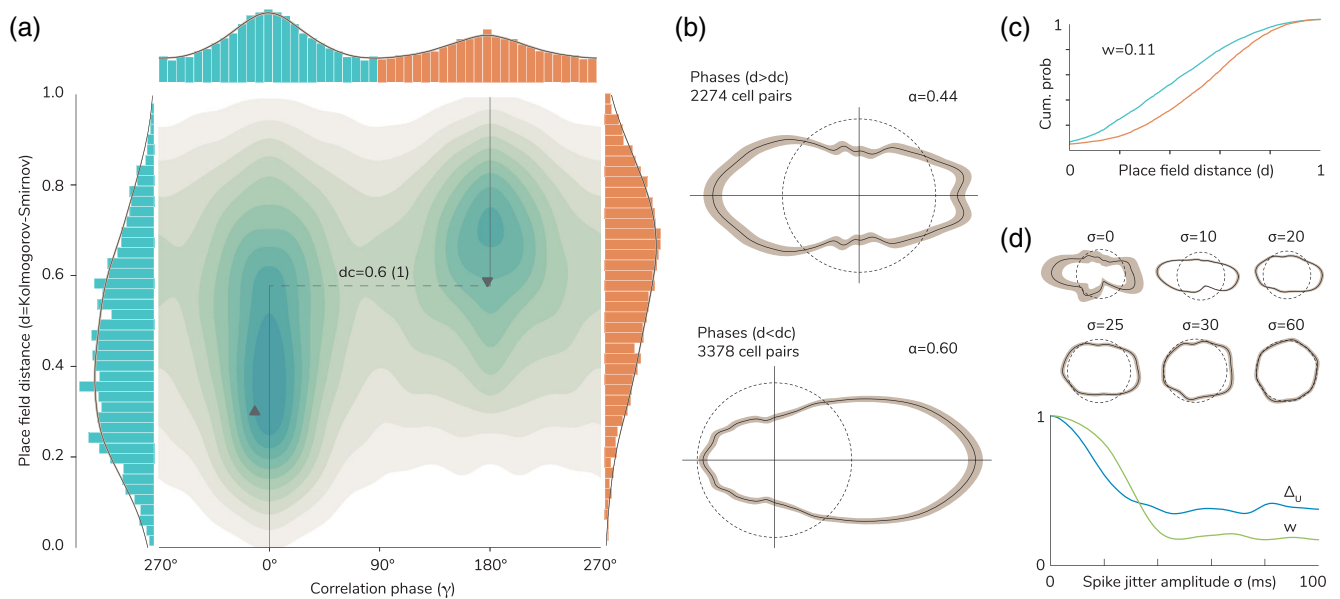 (a)
1.0
0.8
0.6
0.4
0.2
0.0
Place field distance (d=Kolmogorov-Smirnov)
dc=0.6 (1)
270°
0°
90°
180°
270°
Correlation phase (γ)
(b)
Phases (d>dc)
2274 cell pairs
α=0.44
Phases (d<dc)
3378 cell pairs
α=0.60
(c)
1
Cum. prob
w=0.11
0
Place field distance (d)
1
(d)
σ=0
σ=10
σ=20
σ=25
σ=30
σ=60
1
0
ΔU
w
0
Spike jitter amplitude σ (ms)
100